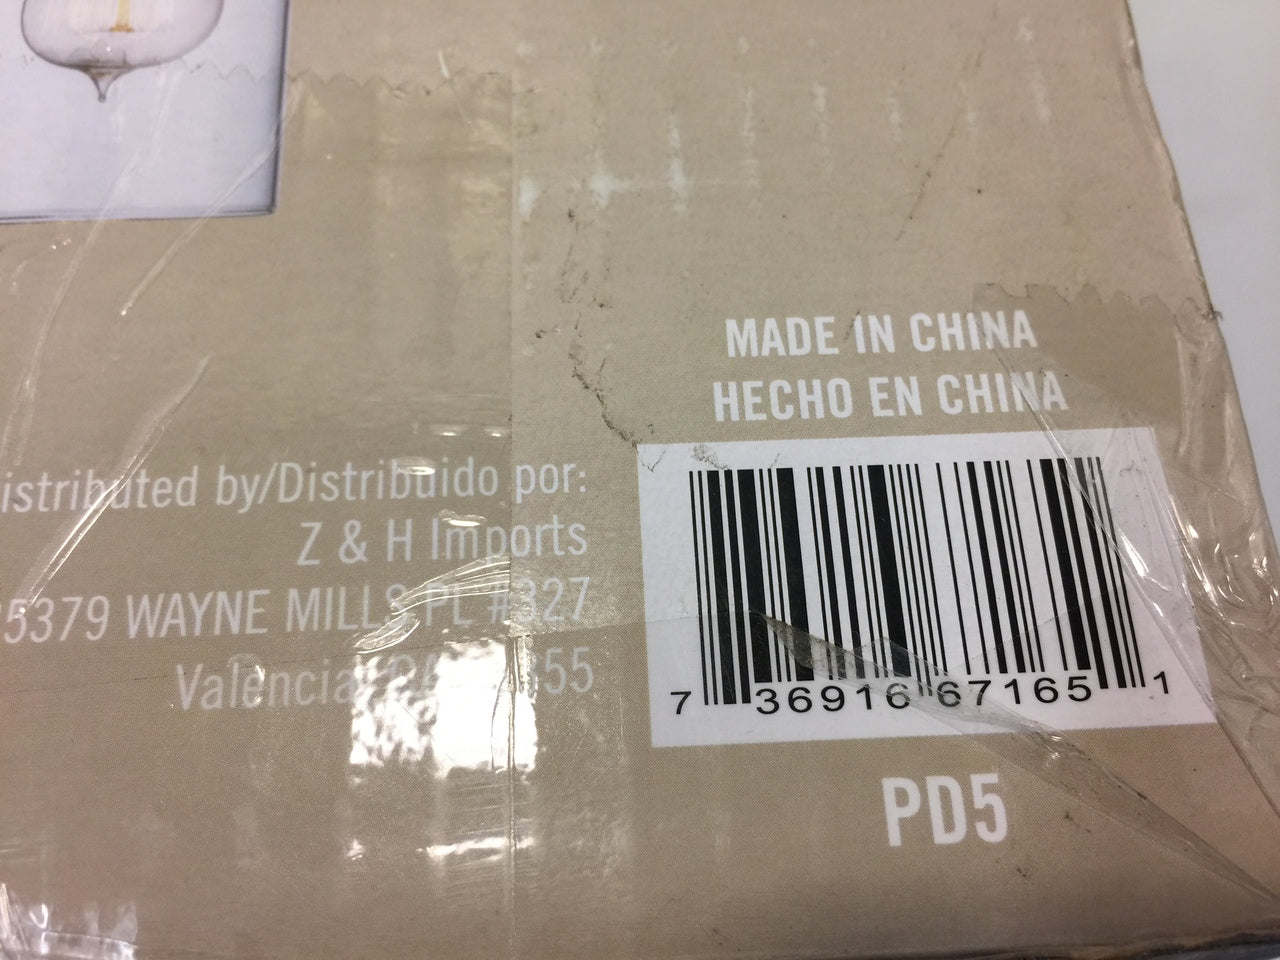 MADE IN CHINA
HECHO EN CHINA
istributed by/Distribuido por:
Z & H Imports
5379 WAYNE MILLS PL #327
Valencia
7 36916 67165 1
PD5